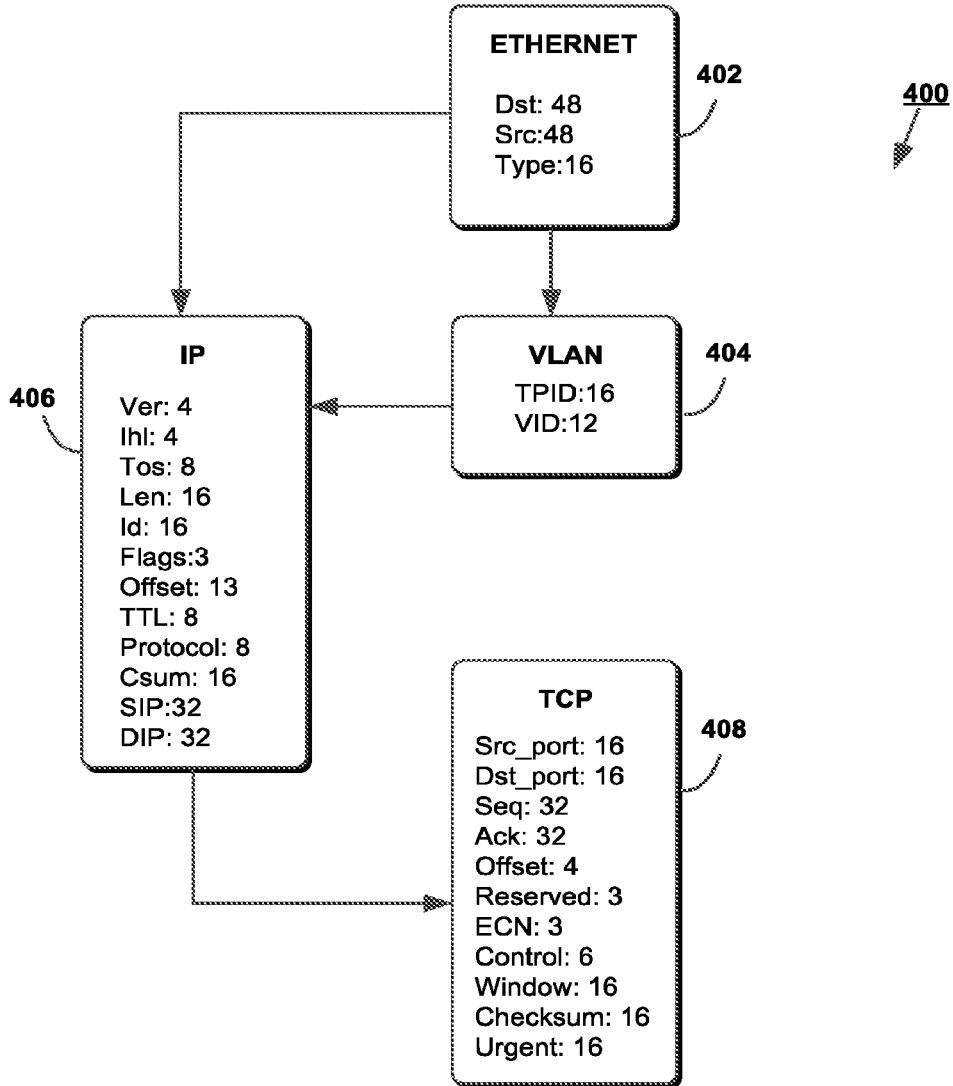 ETHERNET
Dst: 48
Src:48
Type:16
402
400
IP
Ver: 4
Ihl: 4
Tos: 8
Len: 16
Id: 16
Flags:3
Offset: 13
TTL: 8
Protocol: 8
Csum: 16
SIP:32
DIP: 32
406
VLAN
TPID:16
VID:12
404
TCP
Src_port: 16
Dst_port: 16
Seq: 32
Ack: 32
Offset: 4
Reserved: 3
ECN: 3
Control: 6
Window: 16
Checksum: 16
Urgent: 16
408